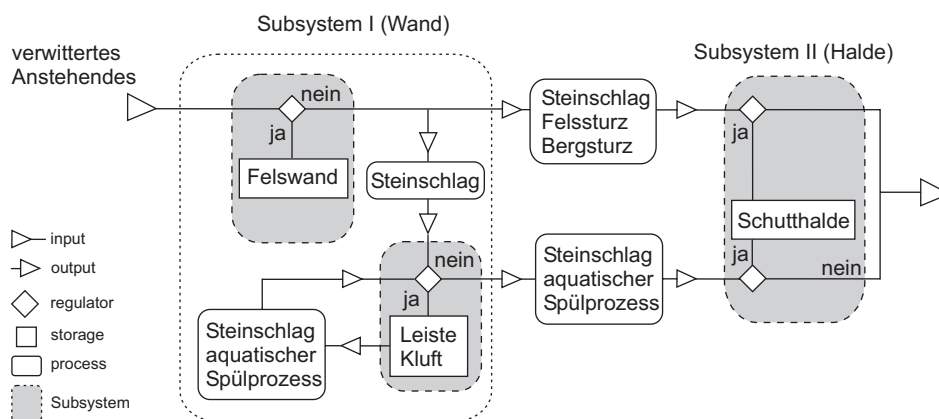 Subsystem I (Wand)
verwittertes
Anstehendes
nein
ja
Felswand
Steinschlag
Steinschlag
Felssturz
Bergsturz
Subsystem II (Halde)
ja
Schutthalde
ja
nein
nein
ja
Leiste
Kluft
Steinschlag
aquatischer
Spülprozess
Steinschlag
aquatischer
Spülprozess
input
output
regulator
storage
process
Subsystem